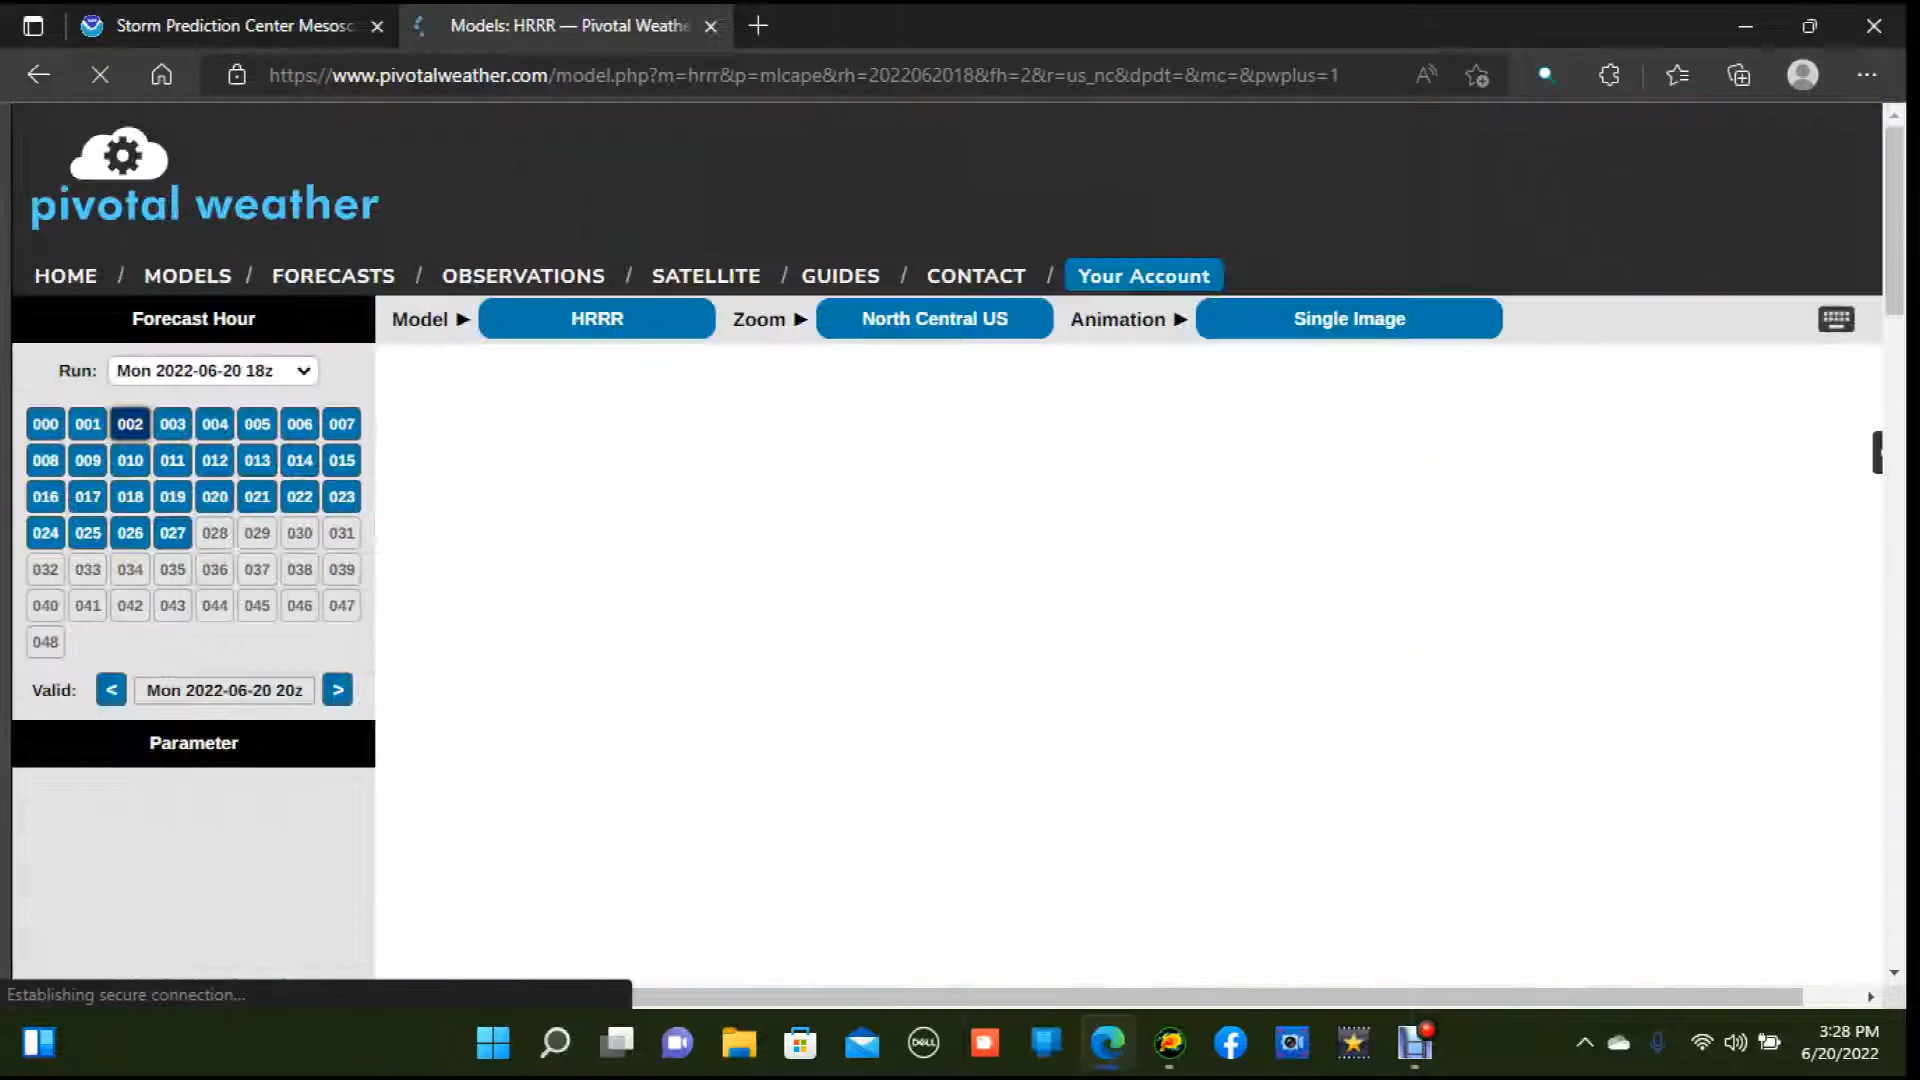 Storm Prediction Center Mesosc
Models: HRRR — Pivotal Weathe
https://www.pivotalweather.com/model.php?m=hrrr&p=mlcape&rh=2022062018&fh=2&r=us_nc&dpdt=&mc=&pwplus=1
pivotal weather
HOME / MODELS / FORECASTS / OBSERVATIONS / SATELLITE / GUIDES / CONTACT / Your Account
Forecast Hour
Model ► HRRR Zoom ► North Central US Animation ► Single Image
Run: Mon 2022-06-20 18z
000 001 002 003 004 005 006 007
008 009 010 011 012 013 014 015
016 017 018 019 020 021 022 023
024 025 026 027 028 029 030 031
032 033 034 035 036 037 038 039
040 041 042 043 044 045 046 047
048
Valid: < Mon 2022-06-20 20z >
Parameter
Establishing secure connection...
DELL
3:28 PM
6/20/2022